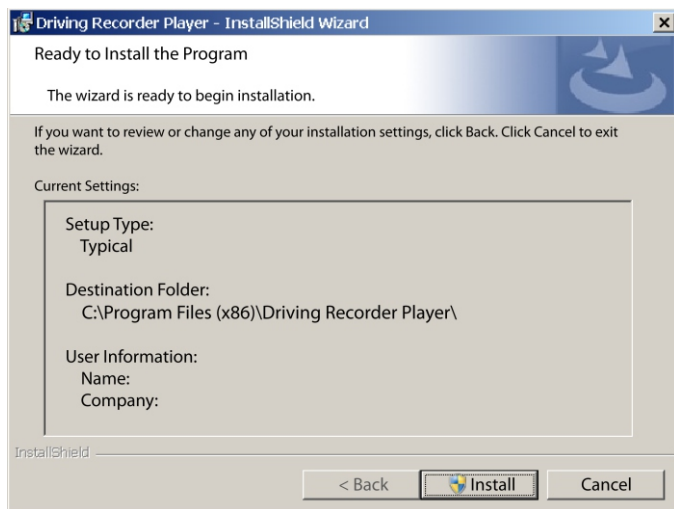 Driving Recorder Player - InstallShield Wizard
Ready to Install the Program
The wizard is ready to begin installation.
If you want to review or change any of your installation settings, click Back. Click Cancel to exit
the wizard.
Current Settings:
Setup Type:
Typical
Destination Folder:
C:\Program Files (x86)\Driving Recorder Player\
User Information:
Name:
Company:
InstallShield
< Back Install Cancel